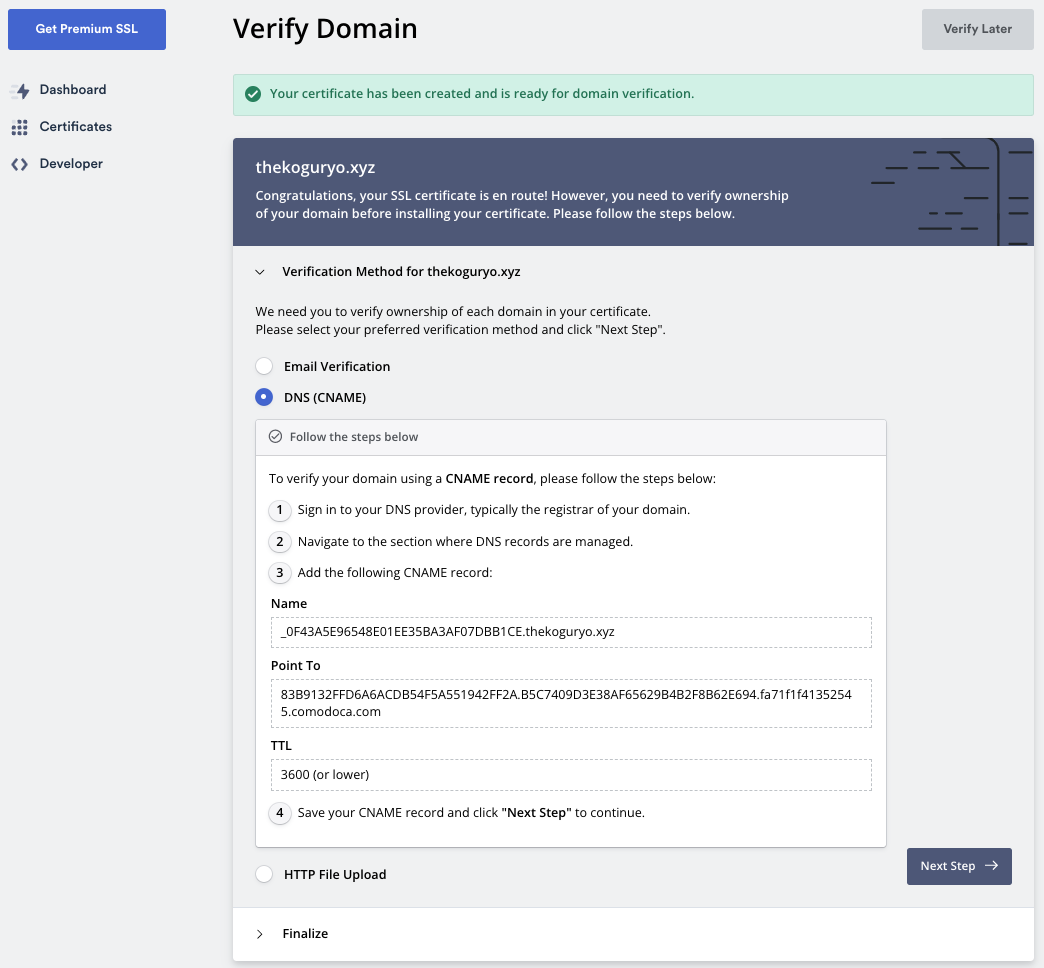 Get Premium SSL
Verify Domain
Verify Later
Dashboard
Certificates
Developer
Your certificate has been created and is ready for domain verification.
thekoguryo.xyz
Congratulations, your SSL certificate is en route! However, you need to verify ownership
of your domain before installing your certificate. Please follow the steps below.
Verification Method for thekoguryo.xyz
We need you to verify ownership of each domain in your certificate.
Please select your preferred verification method and click "Next Step".
Email Verification
DNS (CNAME)
Follow the steps below
To verify your domain using a CNAME record, please follow the steps below:
1 Sign in to your DNS provider, typically the registrar of your domain.
2 Navigate to the section where DNS records are managed.
3 Add the following CNAME record:
Name
_0F43A5E96548E01EE35BA3AF07DBB1CE.thekoguryo.xyz
Point To
83B9132FFD6A6ACDB54F5A551942FF2A.B5C7409D3E38AF65629B4B2F8B62E694.fa71f1f4135254
5.comodoca.com
TTL
3600 (or lower)
4 Save your CNAME record and click "Next Step" to continue.
HTTP File Upload
Next Step
Finalize